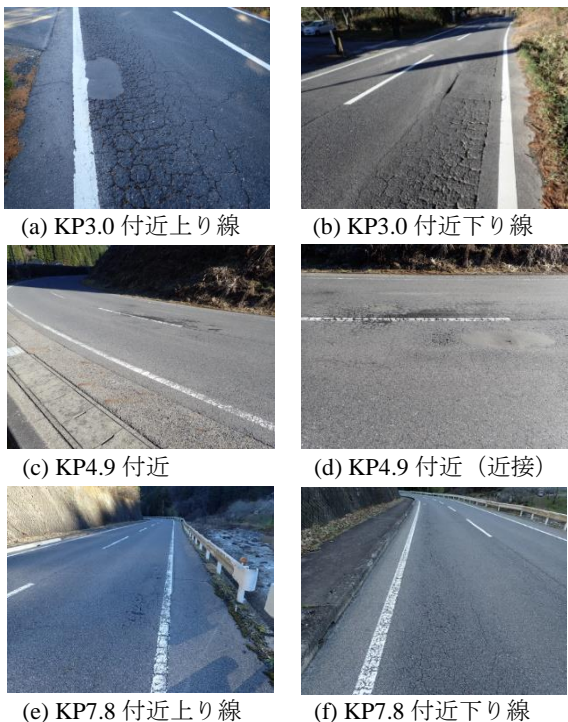 (a) KP3.0 付近上り線
(b) KP3.0 付近下り線
(c) KP4.9 付近
(d) KP4.9 付近（近接）
(e) KP7.8 付近上り線
(f) KP7.8 付近下り線